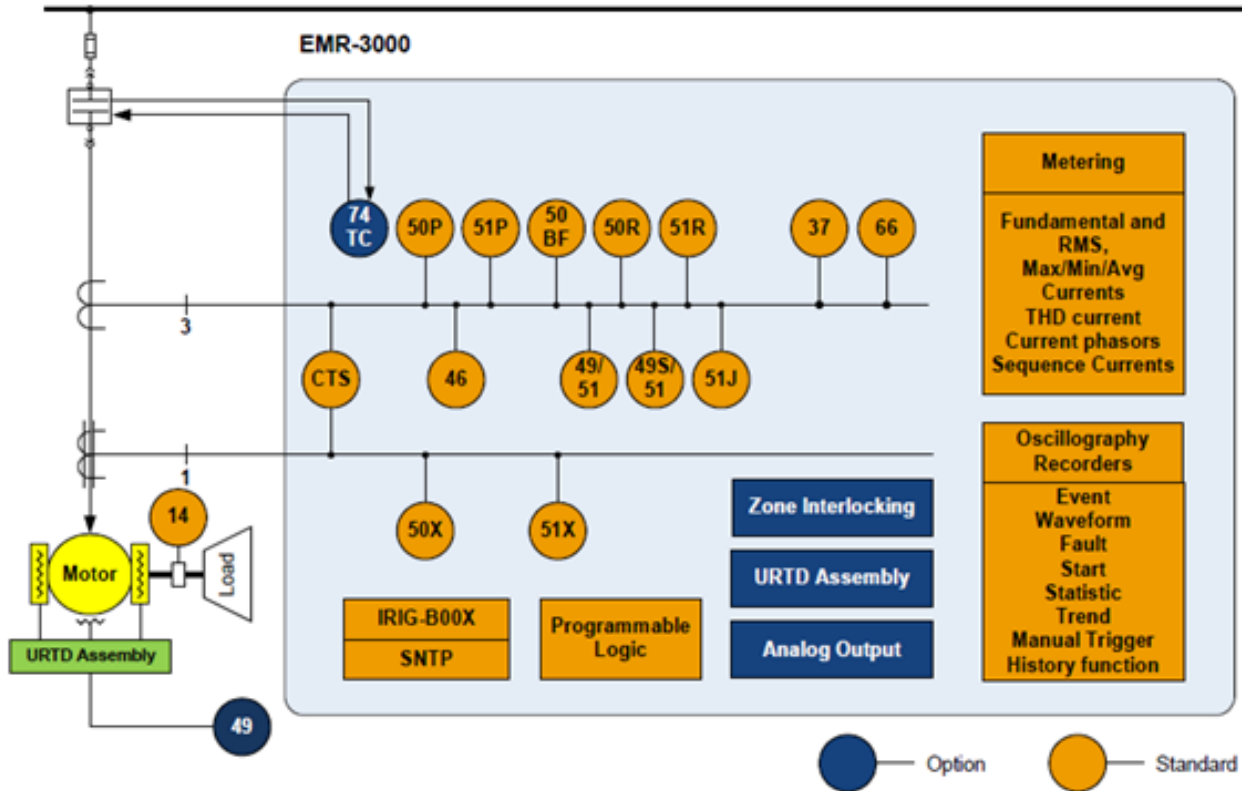 EMR-3000
74
TC
50P
51P
50
BF
50R
51R
37
66
3
CTS
46
49/
51
49S/
51
51J
1
50X
51X
14
Motor
Load
URTD Assembly
49
IRIG-B00X
SNTP
Programmable
Logic
Zone Interlocking
URTD Assembly
Analog Output
Metering
Fundamental and
RMS,
Max/Min/Avg
Currents
THD current
Current phasors
Sequence Currents
Oscillography
Recorders
Event
Waveform
Fault
Start
Statistic
Trend
Manual Trigger
History function
Option
Standard